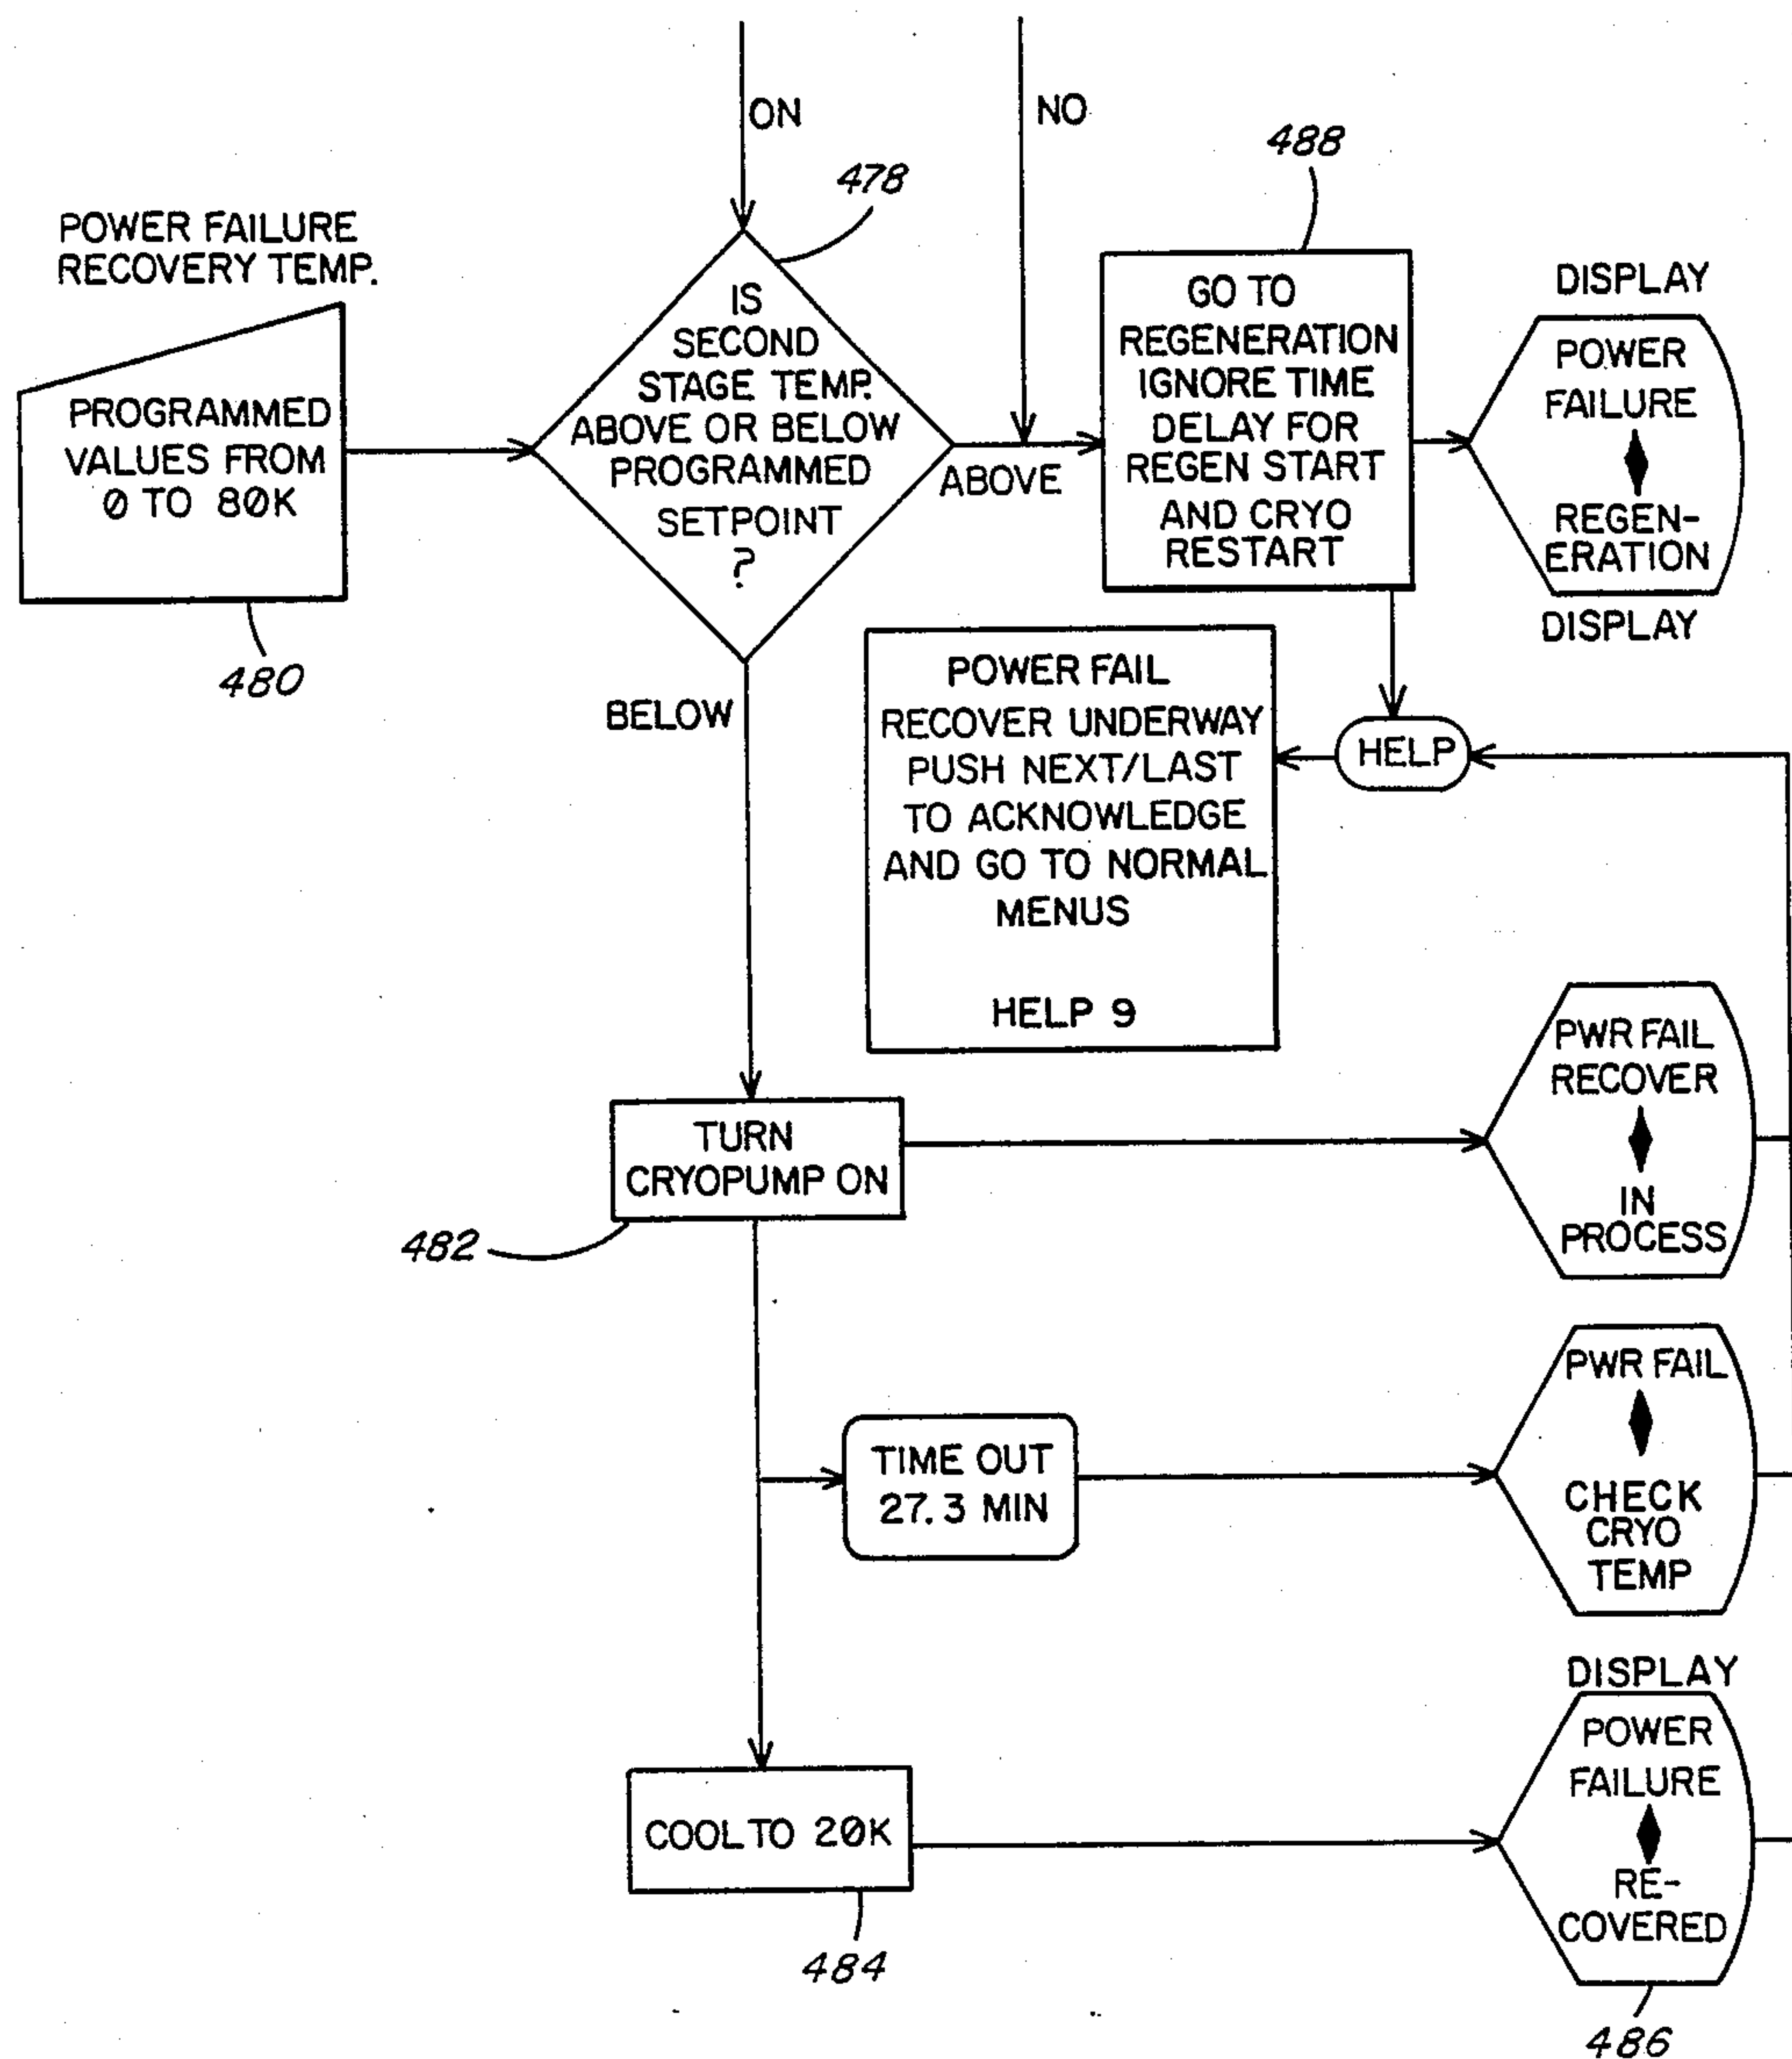 ON
NO
488
478
POWER FAILURE
RECOVERY TEMP.
PROGRAMMED
VALUES FROM
0 TO 80K
480
IS
SECOND
STAGE TEMP.
ABOVE OR BELOW
PROGRAMMED
SETPOINT
?
ABOVE
BELOW
GO TO
REGENERATION
IGNORE TIME
DELAY FOR
REGEN START
AND CRYO
RESTART
DISPLAY
POWER
FAILURE
REGEN-
ERATION
DISPLAY
HELP
POWER FAIL
RECOVER UNDERWAY
PUSH NEXT/LAST
TO ACKNOWLEDGE
AND GO TO NORMAL
MENUS
HELP 9
TURN
CRYOPUMP ON
482
PWR FAIL
RECOVER
IN
PROCESS
TIME OUT
27.3 MIN
PWR FAIL
CHECK
CRYO
TEMP
COOL TO 20K
484
DISPLAY
POWER
FAILURE
RE-
COVERED
486